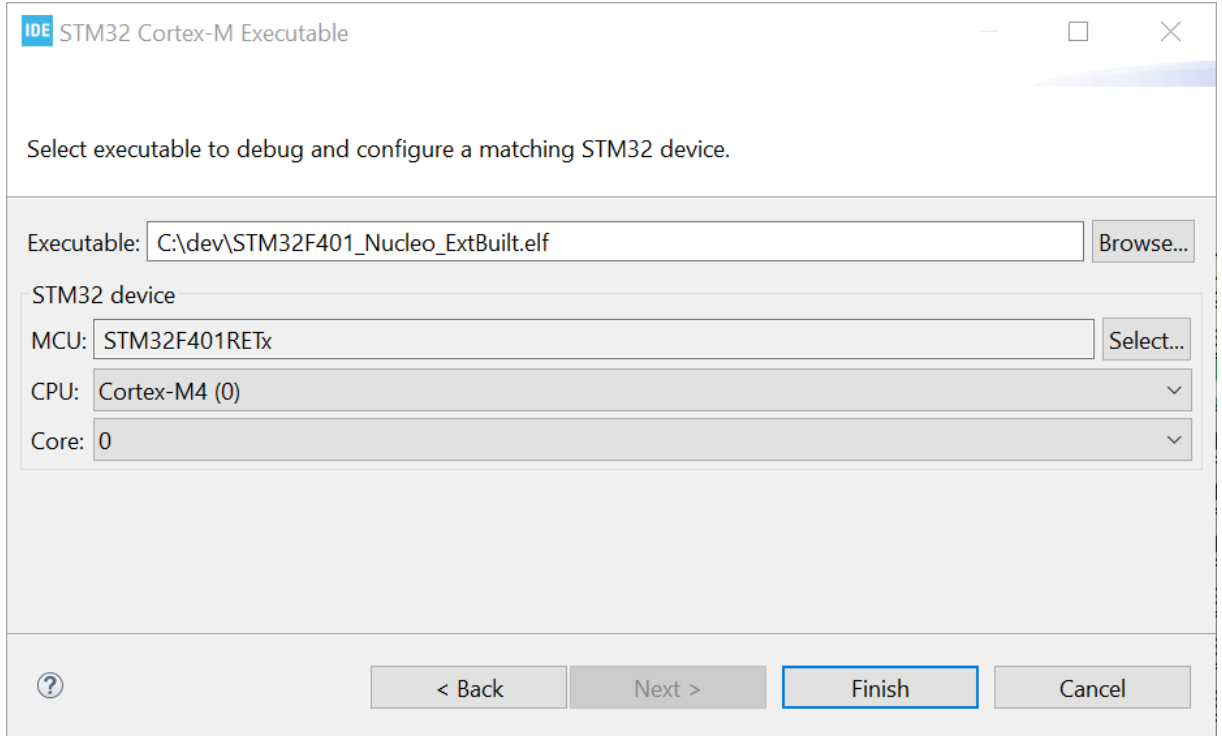 IDE STM32 Cortex-M Executable
Select executable to debug and configure a matching STM32 device.
Executable: C:\dev\STM32F401_Nucleo_ExtBuilt.elf Browse...
STM32 device
MCU: STM32F401RETx Select...
CPU: Cortex-M4 (0)
Core: 0
? < Back Next > Finish Cancel